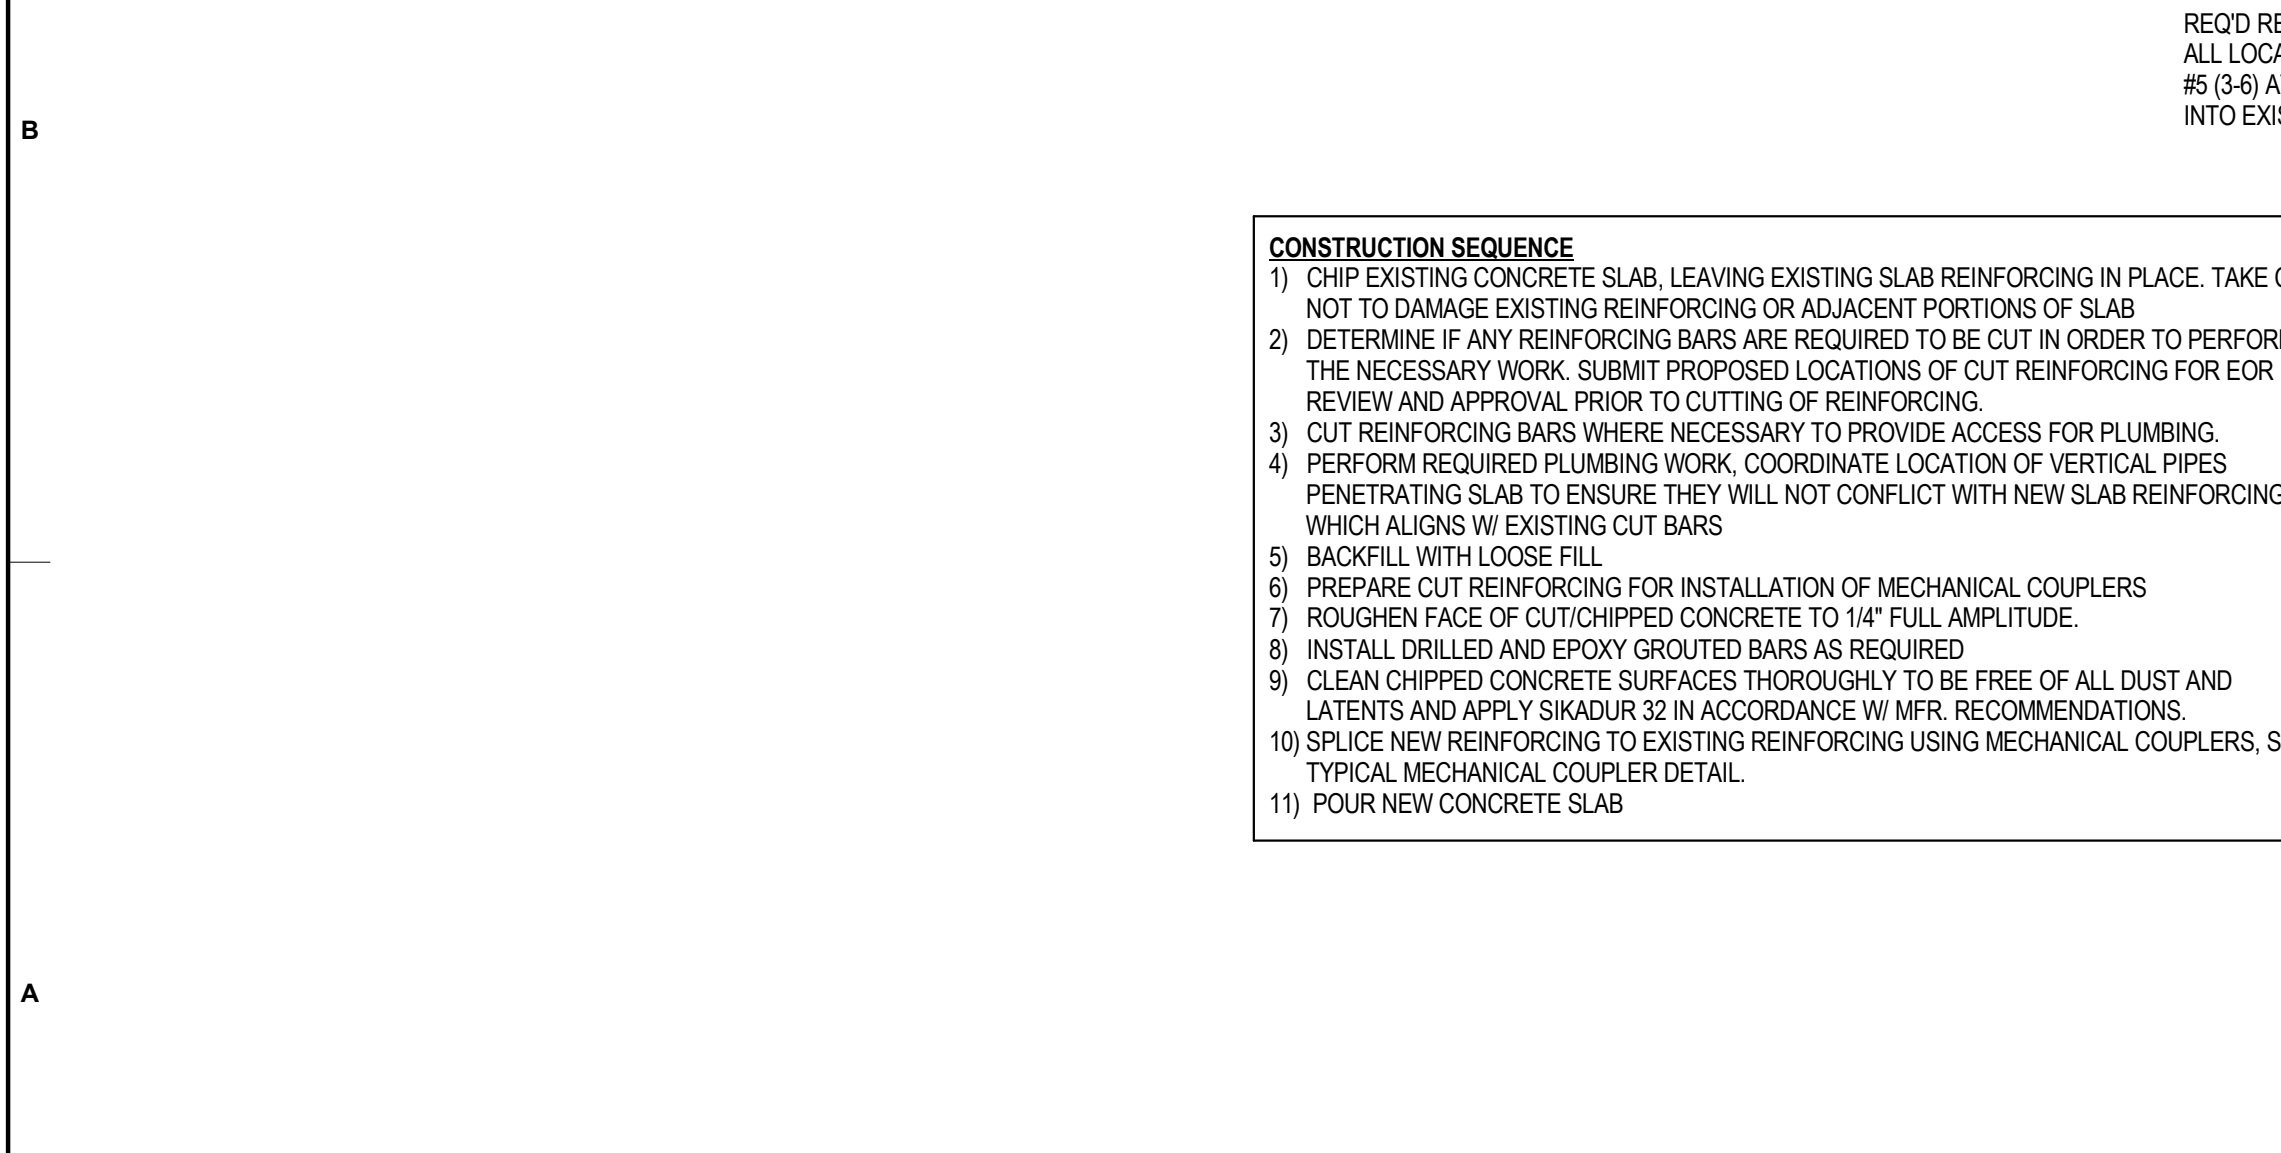 REQ'D
ALL
#5 (3-6)
INTO
B
CONSTRUCTION SEQUENCE
1) CHIP EXISTING CONCRETE SLAB, LEAVING EXISTING SLAB REINFORCING IN PLACE. TAKE
NOT TO DAMAGE EXISTING REINFORCING OR ADJACENT PORTIONS OF SLAB
2) DETERMINE IF ANY REINFORCING BARS ARE REQUIRED TO BE CUT IN ORDER TO
THE NECESSARY WORK. SUBMIT PROPOSED LOCATIONS OF CUT REINFORCING FOR EOR
REVIEW AND APPROVAL PRIOR TO CUTTING OF REINFORCING.
3) CUT REINFORCING BARS WHERE NECESSARY TO PROVIDE ACCESS FOR PLUMBING.
4) PERFORM REQUIRED PLUMBING WORK, COORDINATE LOCATION OF VERTICAL PIPES
PENETRATING SLAB TO ENSURE THEY WILL NOT CONFLICT WITH NEW SLAB REINFORCING
WHICH ALIGNS W/ EXISTING CUT BARS
5) BACKFILL WITH LOOSE FILL
6) PREPARE CUT REINFORCING FOR INSTALLATION OF MECHANICAL COUPLERS
7) ROUGHEN FACE OF CUT/CHIPPED CONCRETE TO 1/4" FULL AMPLITUDE.
8) INSTALL DRILLED AND EPOXY GROUTED BARS AS REQUIRED
9) CLEAN CHIPPED CONCRETE SURFACES THOROUGHLY TO BE FREE OF ALL DUST AND
LATENTS AND APPLY SIKADUR 32 IN ACCORDANCE W/ MFR. RECOMMENDATIONS.
10) SPLICE NEW REINFORCING TO EXISTING REINFORCING USING MECHANICAL COUPLERS,
TYPICAL MECHANICAL COUPLER DETAIL.
11) POUR NEW CONCRETE SLAB
A